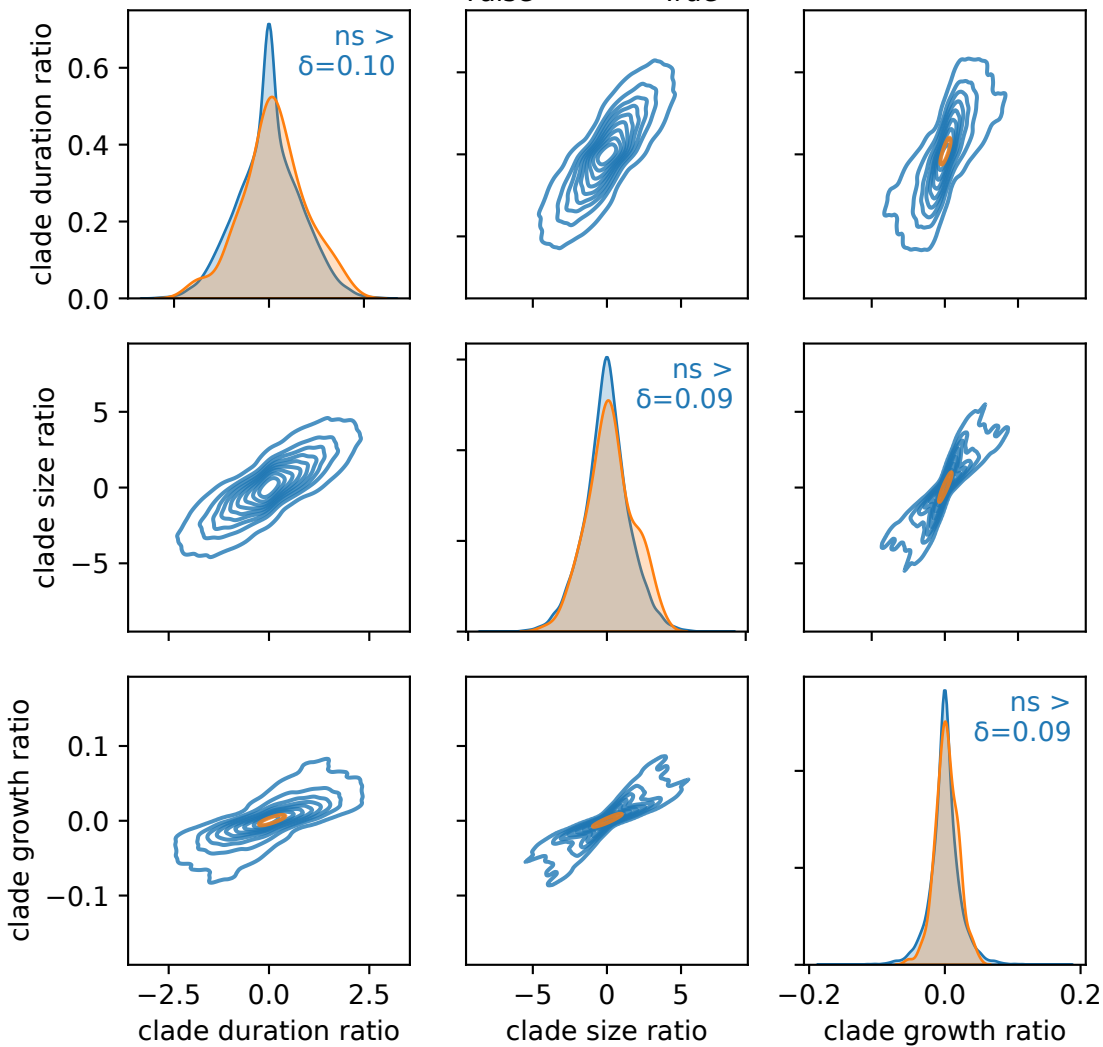 clade duration ratio
0.6
0.4
0.2
0.0
ns >
δ=0.10
clade size ratio
5
0
−5
ns >
δ=0.09
clade growth ratio
0.1
0.0
−0.1
ns >
δ=0.09
−2.5 0.0 2.5
−5 0 5
−0.2 0.0 0.2
clade duration ratio
clade size ratio
clade growth ratio